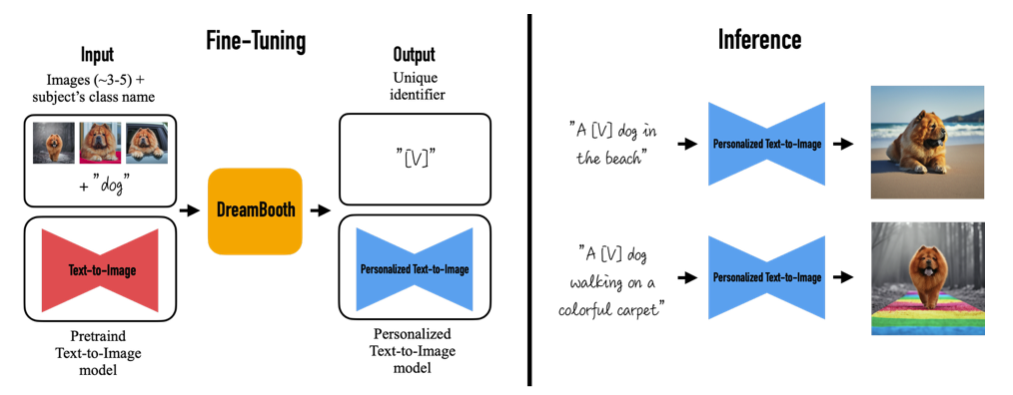 Fine-Tuning
Input
Images (~3-5) +
subject's class name
+ "dog"
Text-to-Image
Pretraind
Text-to-Image
model
DreamBooth
Output
Unique
identifier
"[V]"
Personalized Text-to-Image
Personalized
Text-to-Image
model
Inference
"A [V] dog in
the beach"
Personalized Text-to-Image
"A [V] dog
walking on a
colorful carpet"
Personalized Text-to-Image